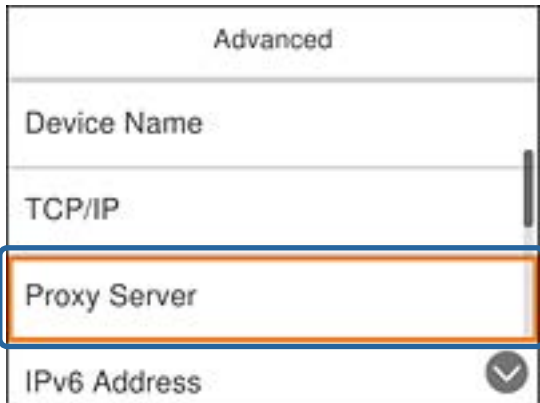 Advanced
Device Name
TCP/IP
Proxy Server
IPv6 Address